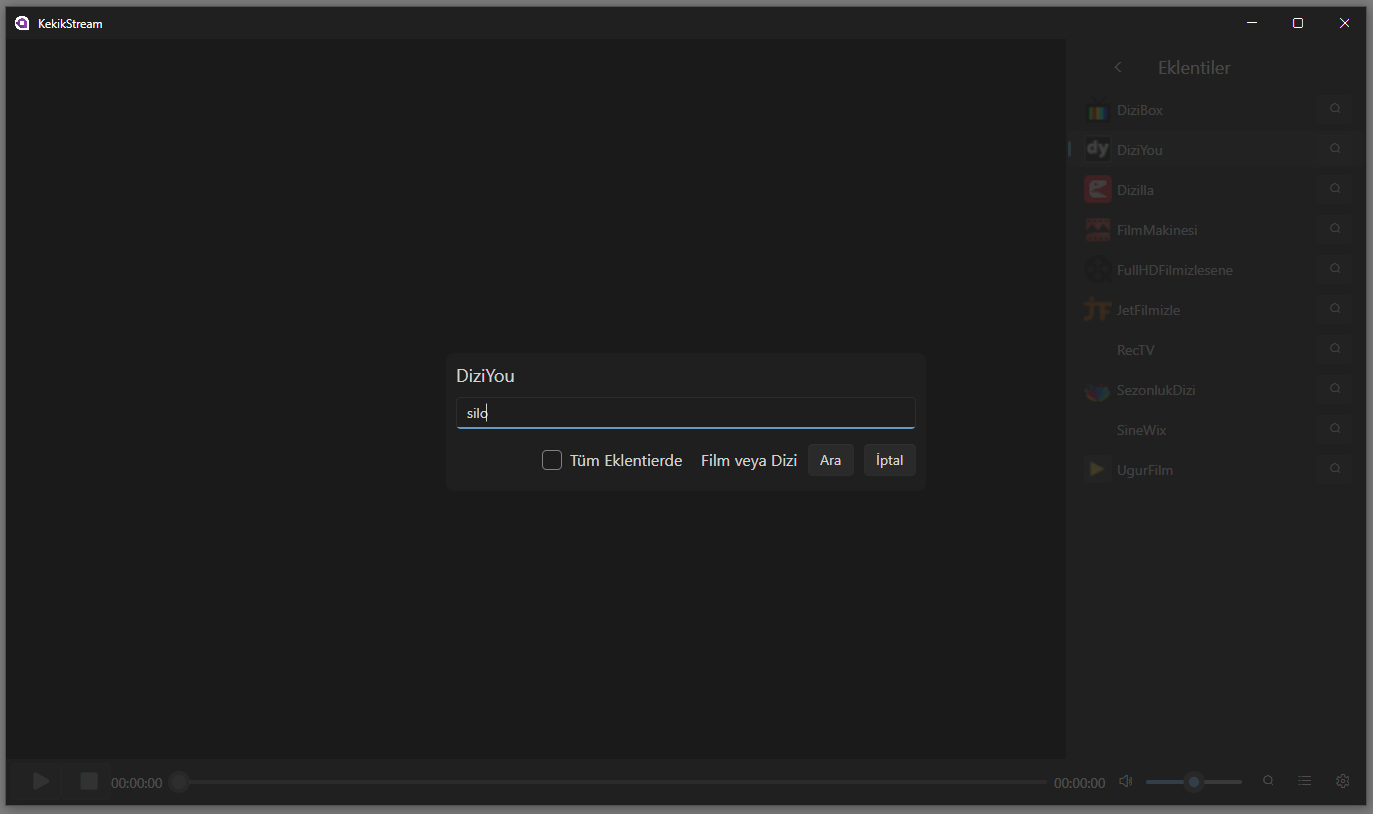 KekikStream
Eklentiler
DiziBox
dy DiziYou
Dizilla
FilmMakinesi
FullHDFilmizlesene
JetFilmizle
RecTV
SezonlukDizi
SineWix
UgurFilm
DiziYou
silo
Tüm Eklentierde Film veya Dizi Ara İptal
00:00:00 00:00:00